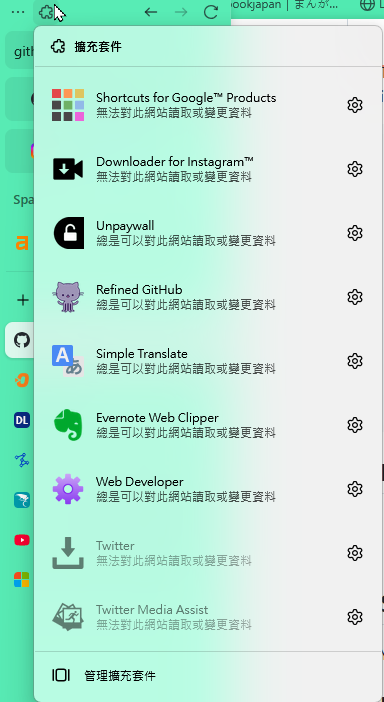 bookjapan | まんが…
gith
擴充套件
Shortcuts for Google™ Products
無法對此網站讀取或變更資料
Downloader for Instagram™
無法對此網站讀取或變更資料
Unpaywall
總是可以對此網站讀取或變更資料
Spa
Refined GitHub
總是可以對此網站讀取或變更資料
Simple Translate
總是可以對此網站讀取或變更資料
Evernote Web Clipper
總是可以對此網站讀取或變更資料
DL
Web Developer
總是可以對此網站讀取或變更資料
Twitter
無法對此網站讀取或變更資料
Twitter Media Assist
無法對此網站讀取或變更資料
管理擴充套件